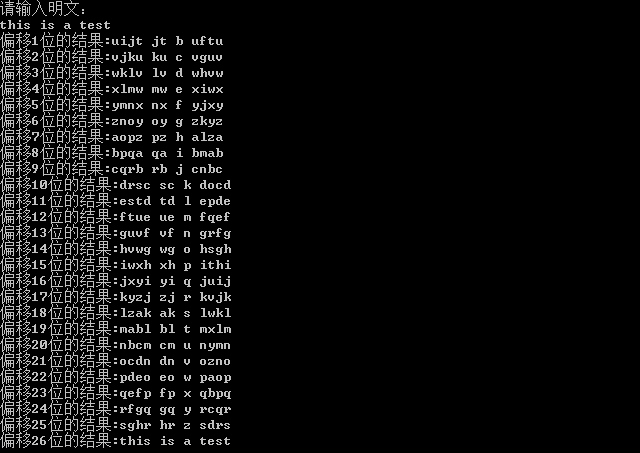 请输入明文:
this is a test
偏移1位的结果:uijt jt b uftu
偏移2位的结果:vjku ku c vguv
偏移3位的结果:wklv lv d whvw
偏移4位的结果:xlmw mw e xiwx
偏移5位的结果:ymnx nx f yjxy
偏移6位的结果:znoy oy g zkyz
偏移7位的结果:aopz pz h alza
偏移8位的结果:bpqa qa i bmab
偏移9位的结果:cqrb rb j cnbc
偏移10位的结果:drsc sc k docd
偏移11位的结果:estd td l epde
偏移12位的结果:ftue ue m fqef
偏移13位的结果:guvf vf n grfg
偏移14位的结果:hvwg wg o hsgh
偏移15位的结果:iwxh xh p ithi
偏移16位的结果:jxyi yi q juij
偏移17位的结果:kyzj zj r kvjk
偏移18位的结果:lzak ak s lwkl
偏移19位的结果:mabl bl t mxlm
偏移20位的结果:nbcm cm u nymn
偏移21位的结果:ocdn dn v ozno
偏移22位的结果:pdeo eo w paop
偏移23位的结果:qefp fp x qbpq
偏移24位的结果:rfgq gq y rcqr
偏移25位的结果:sghr hr z sdrs
偏移26位的结果:this is a test